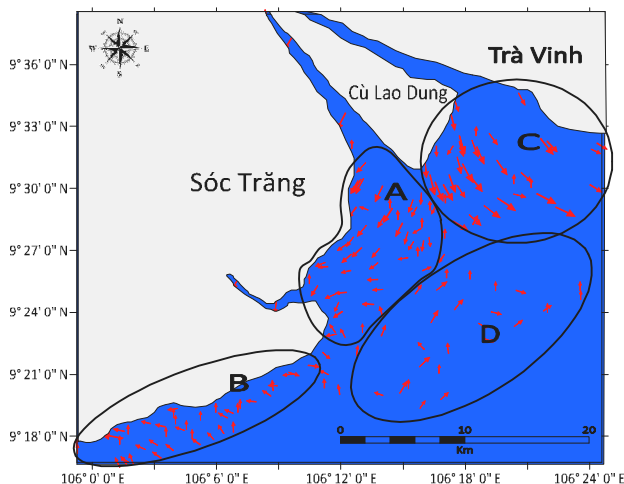 N
W E
S
Trà Vinh
9° 36' 0" N
Cù Lao Dung
9° 33' 0" N
C
Sóc Trăng
A
9° 30' 0" N
9° 27' 0" N
9° 24' 0" N
D
9° 21' 0" N
B
0 10 20
Km
9° 18' 0" N
106° 0' 0" E 106° 6' 0" E 106° 12' 0" E 106° 18' 0" E 106° 24' 0" E